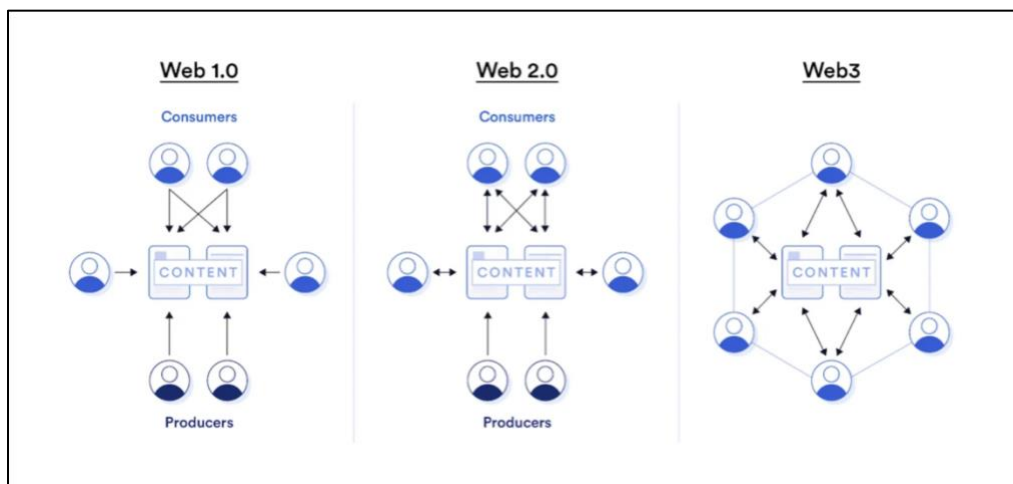 Web 1.0
Consumers
CONTENT
Producers
Web 2.0
Consumers
CONTENT
Producers
Web3
CONTENT